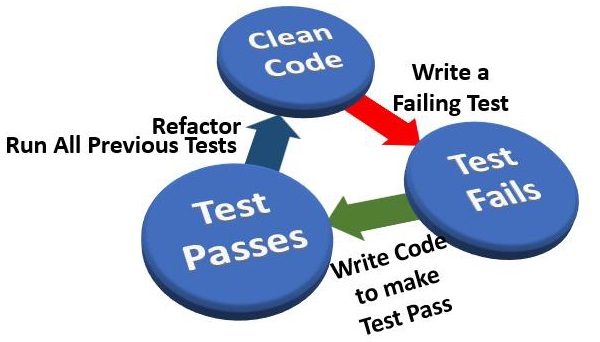 Clean
Code
Write a
Failing Test
Refactor
Run All Previous Tests
Test
Fails
Test
Passes
Write Code
to make
Test Pass